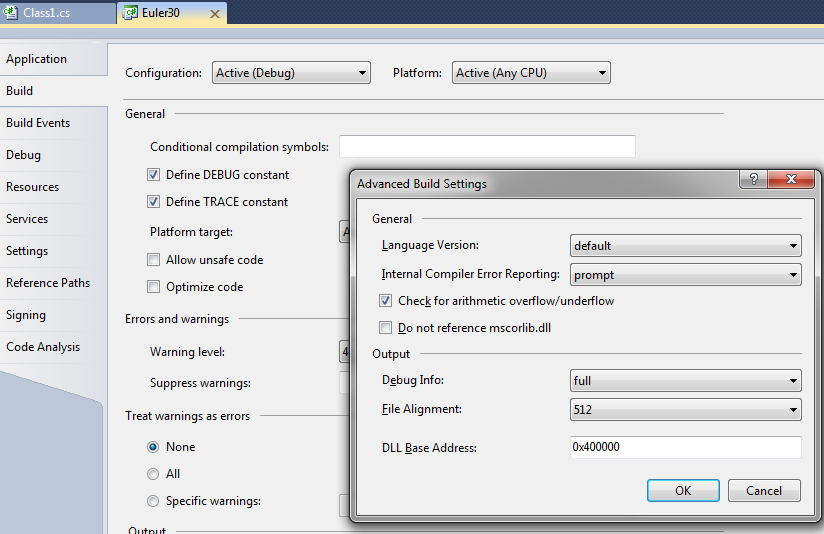 Class1.cs
Euler30
Application
Build
Build Events
Debug
Resources
Services
Settings
Reference Paths
Signing
Code Analysis
Configuration: Active (Debug) Platform: Active (Any CPU)
General
Conditional compilation symbols:
Define DEBUG constant
Define TRACE constant
Platform target:
Allow unsafe code
Optimize code
Errors and warnings
Warning level: 4
Suppress warnings:
Treat warnings as errors
None
All
Specific warnings:
Output
Advanced Build Settings
?
General
Language Version: default
Internal Compiler Error Reporting: prompt
Check for arithmetic overflow/underflow
Do not reference mscorlib.dll
Output
Debug Info: full
File Alignment: 512
DLL Base Address: 0x400000
OK Cancel